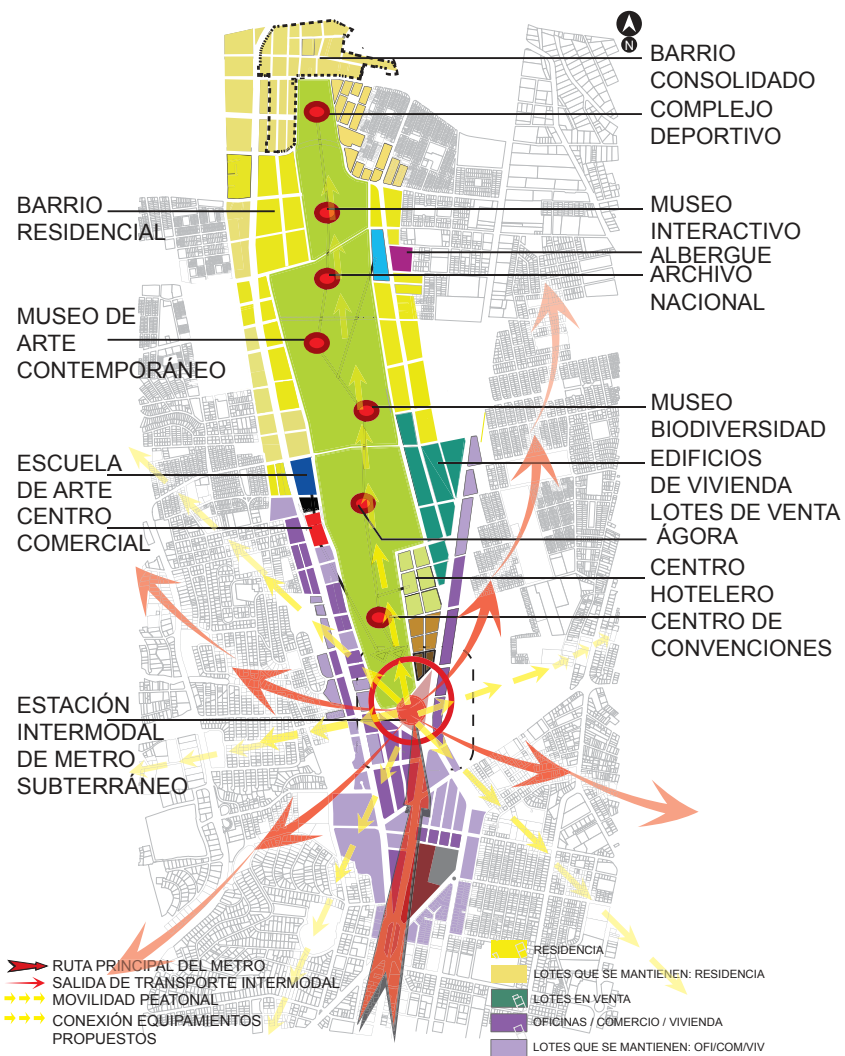 N
BARRIO
CONSOLIDADO
COMPLEJO
DEPORTIVO
BARRIO
RESIDENCIAL
MUSEO
INTERACTIVO
ALBERGUE
ARCHIVO
NACIONAL
MUSEO DE
ARTE
CONTEMPORÁNEO
MUSEO
BIODIVERSIDAD
EDIFICIOS
DE VIVIENDA
LOTES DE VENTA
ÁGORA
ESCUELA
DE ARTE
CENTRO
COMERCIAL
CENTRO
HOTELERO
CENTRO DE
CONVENCIONES
ESTACIÓN
INTERMODAL
DE METRO
SUBTERRÁNEO
RUTA PRINCIPAL DEL METRO
SALIDA DE TRANSPORTE INTERMODAL
MOVILIDAD PEATONAL
CONEXIÓN EQUIPAMIENTOS
PROPUESTOS
RESIDENCIA
LOTES QUE SE MANTIENEN: RESIDENCIA
LOTES EN VENTA
OFICINAS / COMERCIO / VIVIENDA
LOTES QUE SE MANTIENEN: OFI/COM/VIV